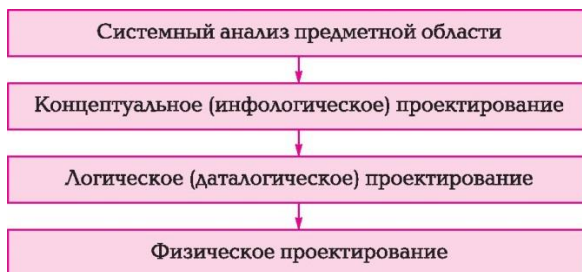 Системный анализ предметной области
Концептуальное (инфологическое) проектирование
Логическое (даталогическое) проектирование
Физическое проектирование